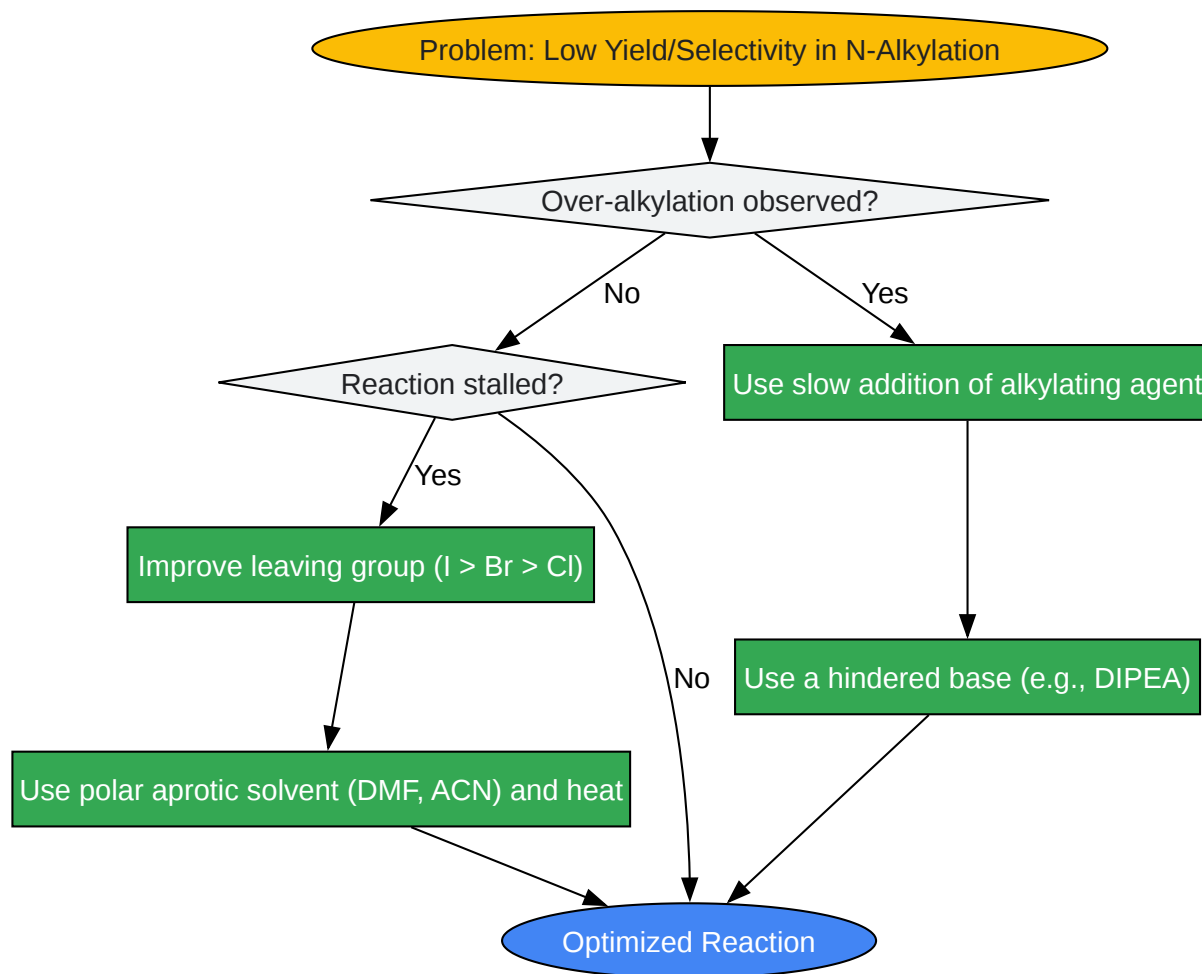 Problem: Low Yield/Selectivity in N-Alkylation
Over-alkylation observed?
No
Yes
Reaction stalled?
Use slow addition of alkylating agent
Yes
Improve leaving group (I > Br > Cl)
No
Use a hindered base (e.g., DIPEA)
Use polar aprotic solvent (DMF, ACN) and heat
Optimized Reaction